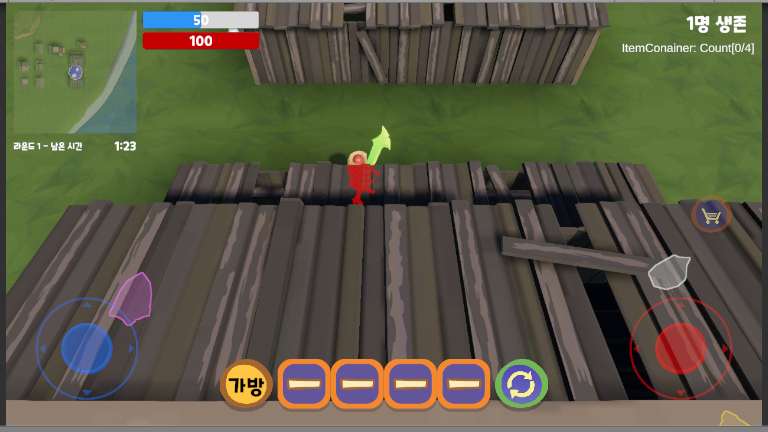 50
100
1명 생존
ItemConainer: Count[0/4]
라운드 1 - 남은 시간
1:23
가방